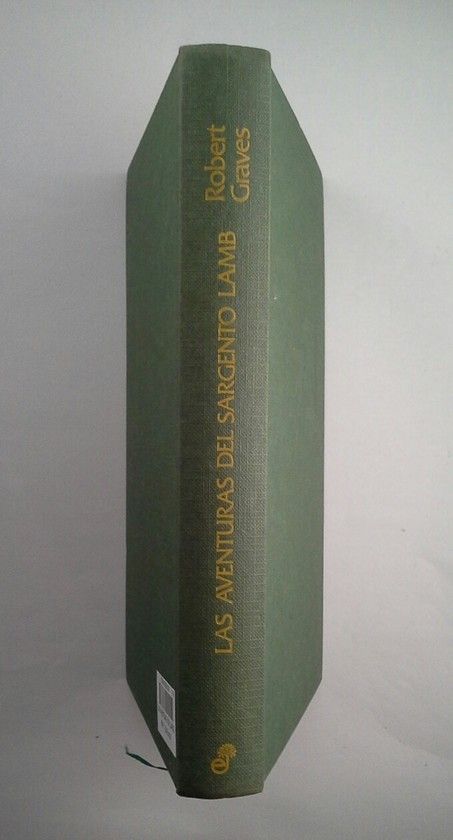 Robert
Graves
LAS AVENTURAS DEL SARGENTO LAMB
e